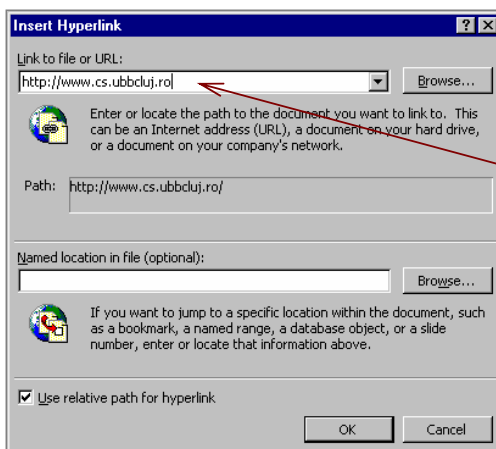 Insert Hyperlink
Link to file or URL:
http://www.cs.ubbcluj.ro
Browse...
Enter or locate the path to the document you want to link to. This
can be an Internet address (URL), a document on your hard drive,
or a document on your company's network.
Path: http://www.cs.ubbcluj.ro/
Named location in file (optional):
Browse...
If you want to jump to a specific location within the document, such
as a bookmark, a named range, a database object, or a slide
number, enter or locate that information above.
Use relative path for hyperlink
OK Cancel